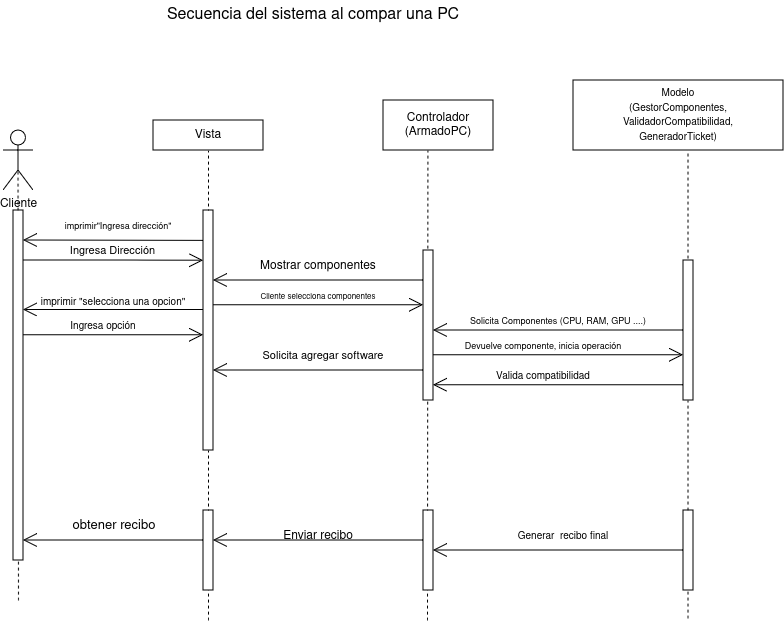 Secuencia del sistema al compar una PC
Modelo
(GestorComponentes,
ValidadorCompatibilidad,
GeneradorTicket)
Controlador
(ArmadoPC)
Vista
Cliente
imprimir"Ingresa dirección"
Ingresa Dirección
Mostrar componentes
Cliente selecciona componentes
imprimir "selecciona una opcion"
Ingresa opción
Solicita Componentes (CPU, RAM, GPU ....)
Devuelve componente, inicia operación
Solicita agregar software
Valida compatibilidad
obtener recibo
Enviar recibo
Generar  recibo final